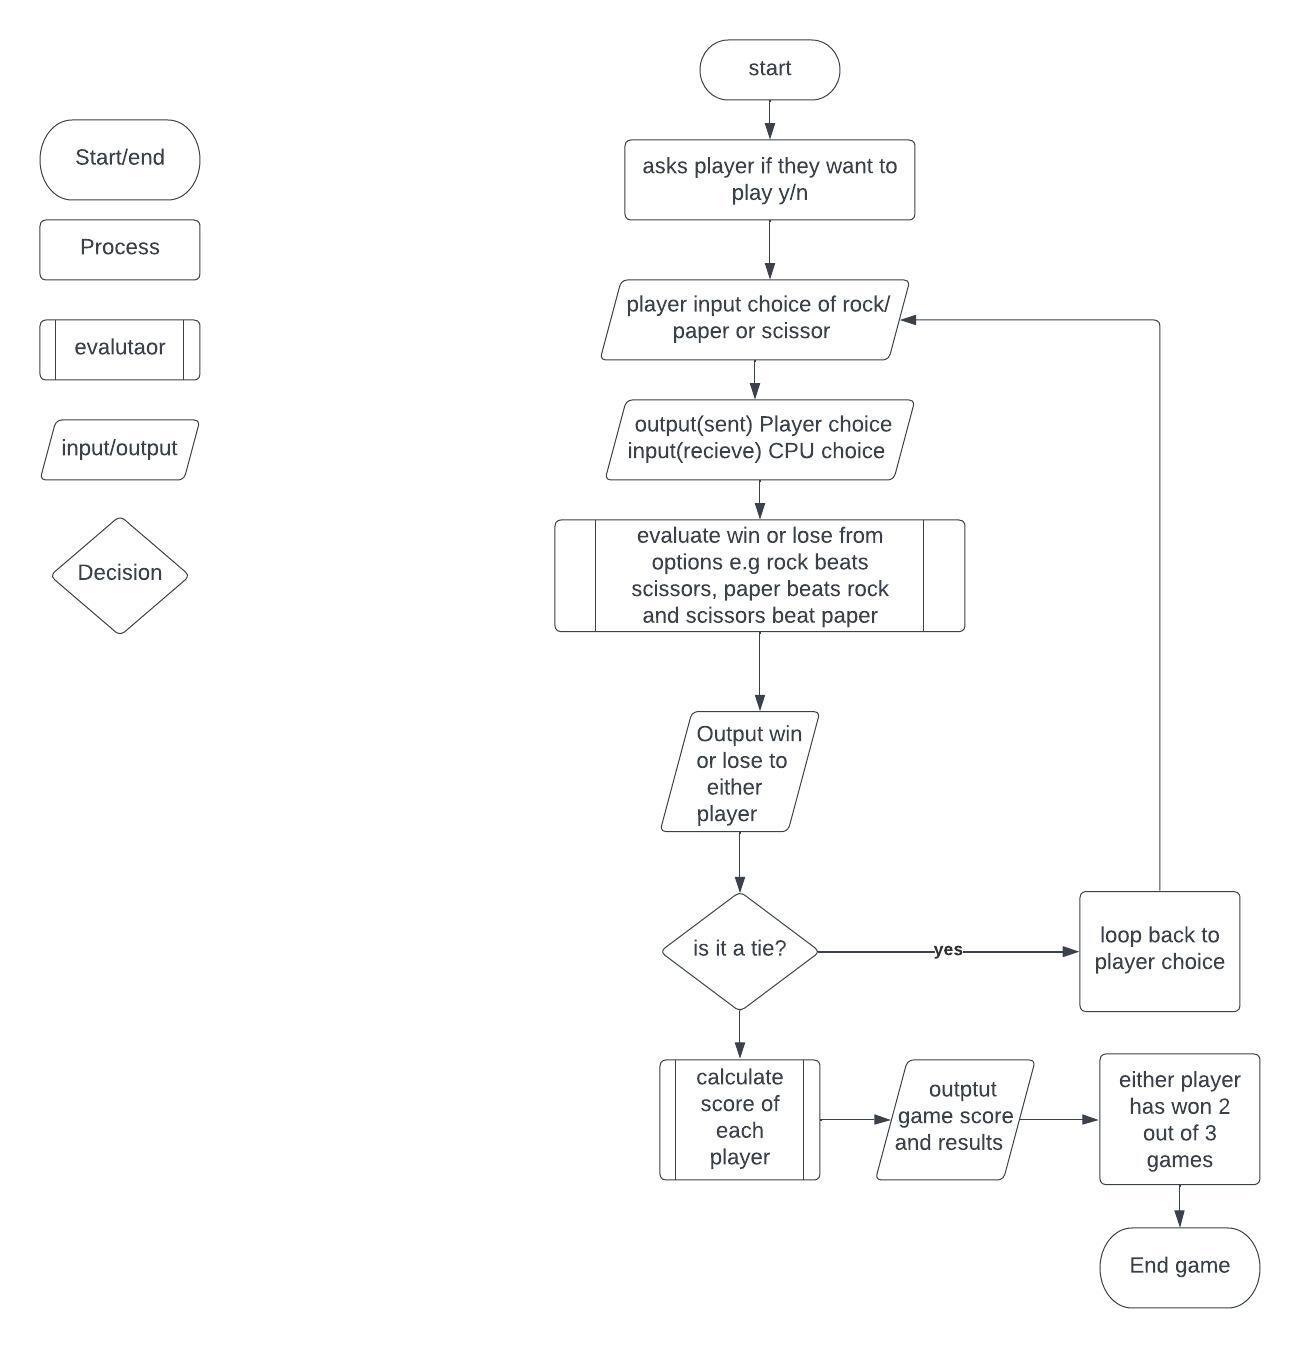 start
Start/end
asks player if they want to
play y/n
Process
player input choice of rock/
paper or scissor
evalutaor
output(sent) Player choice
input(recieve) CPU choice
input/output
evaluate win or lose from
options e.g rock beats
scissors, paper beats rock
and scissors beat paper
Decision
Output win
or lose to
either
player
is it a tie?
yes
loop back to
player choice
calculate
score of
each
player
outptut
game score
and results
either player
has won 2
out of 3
games
End game